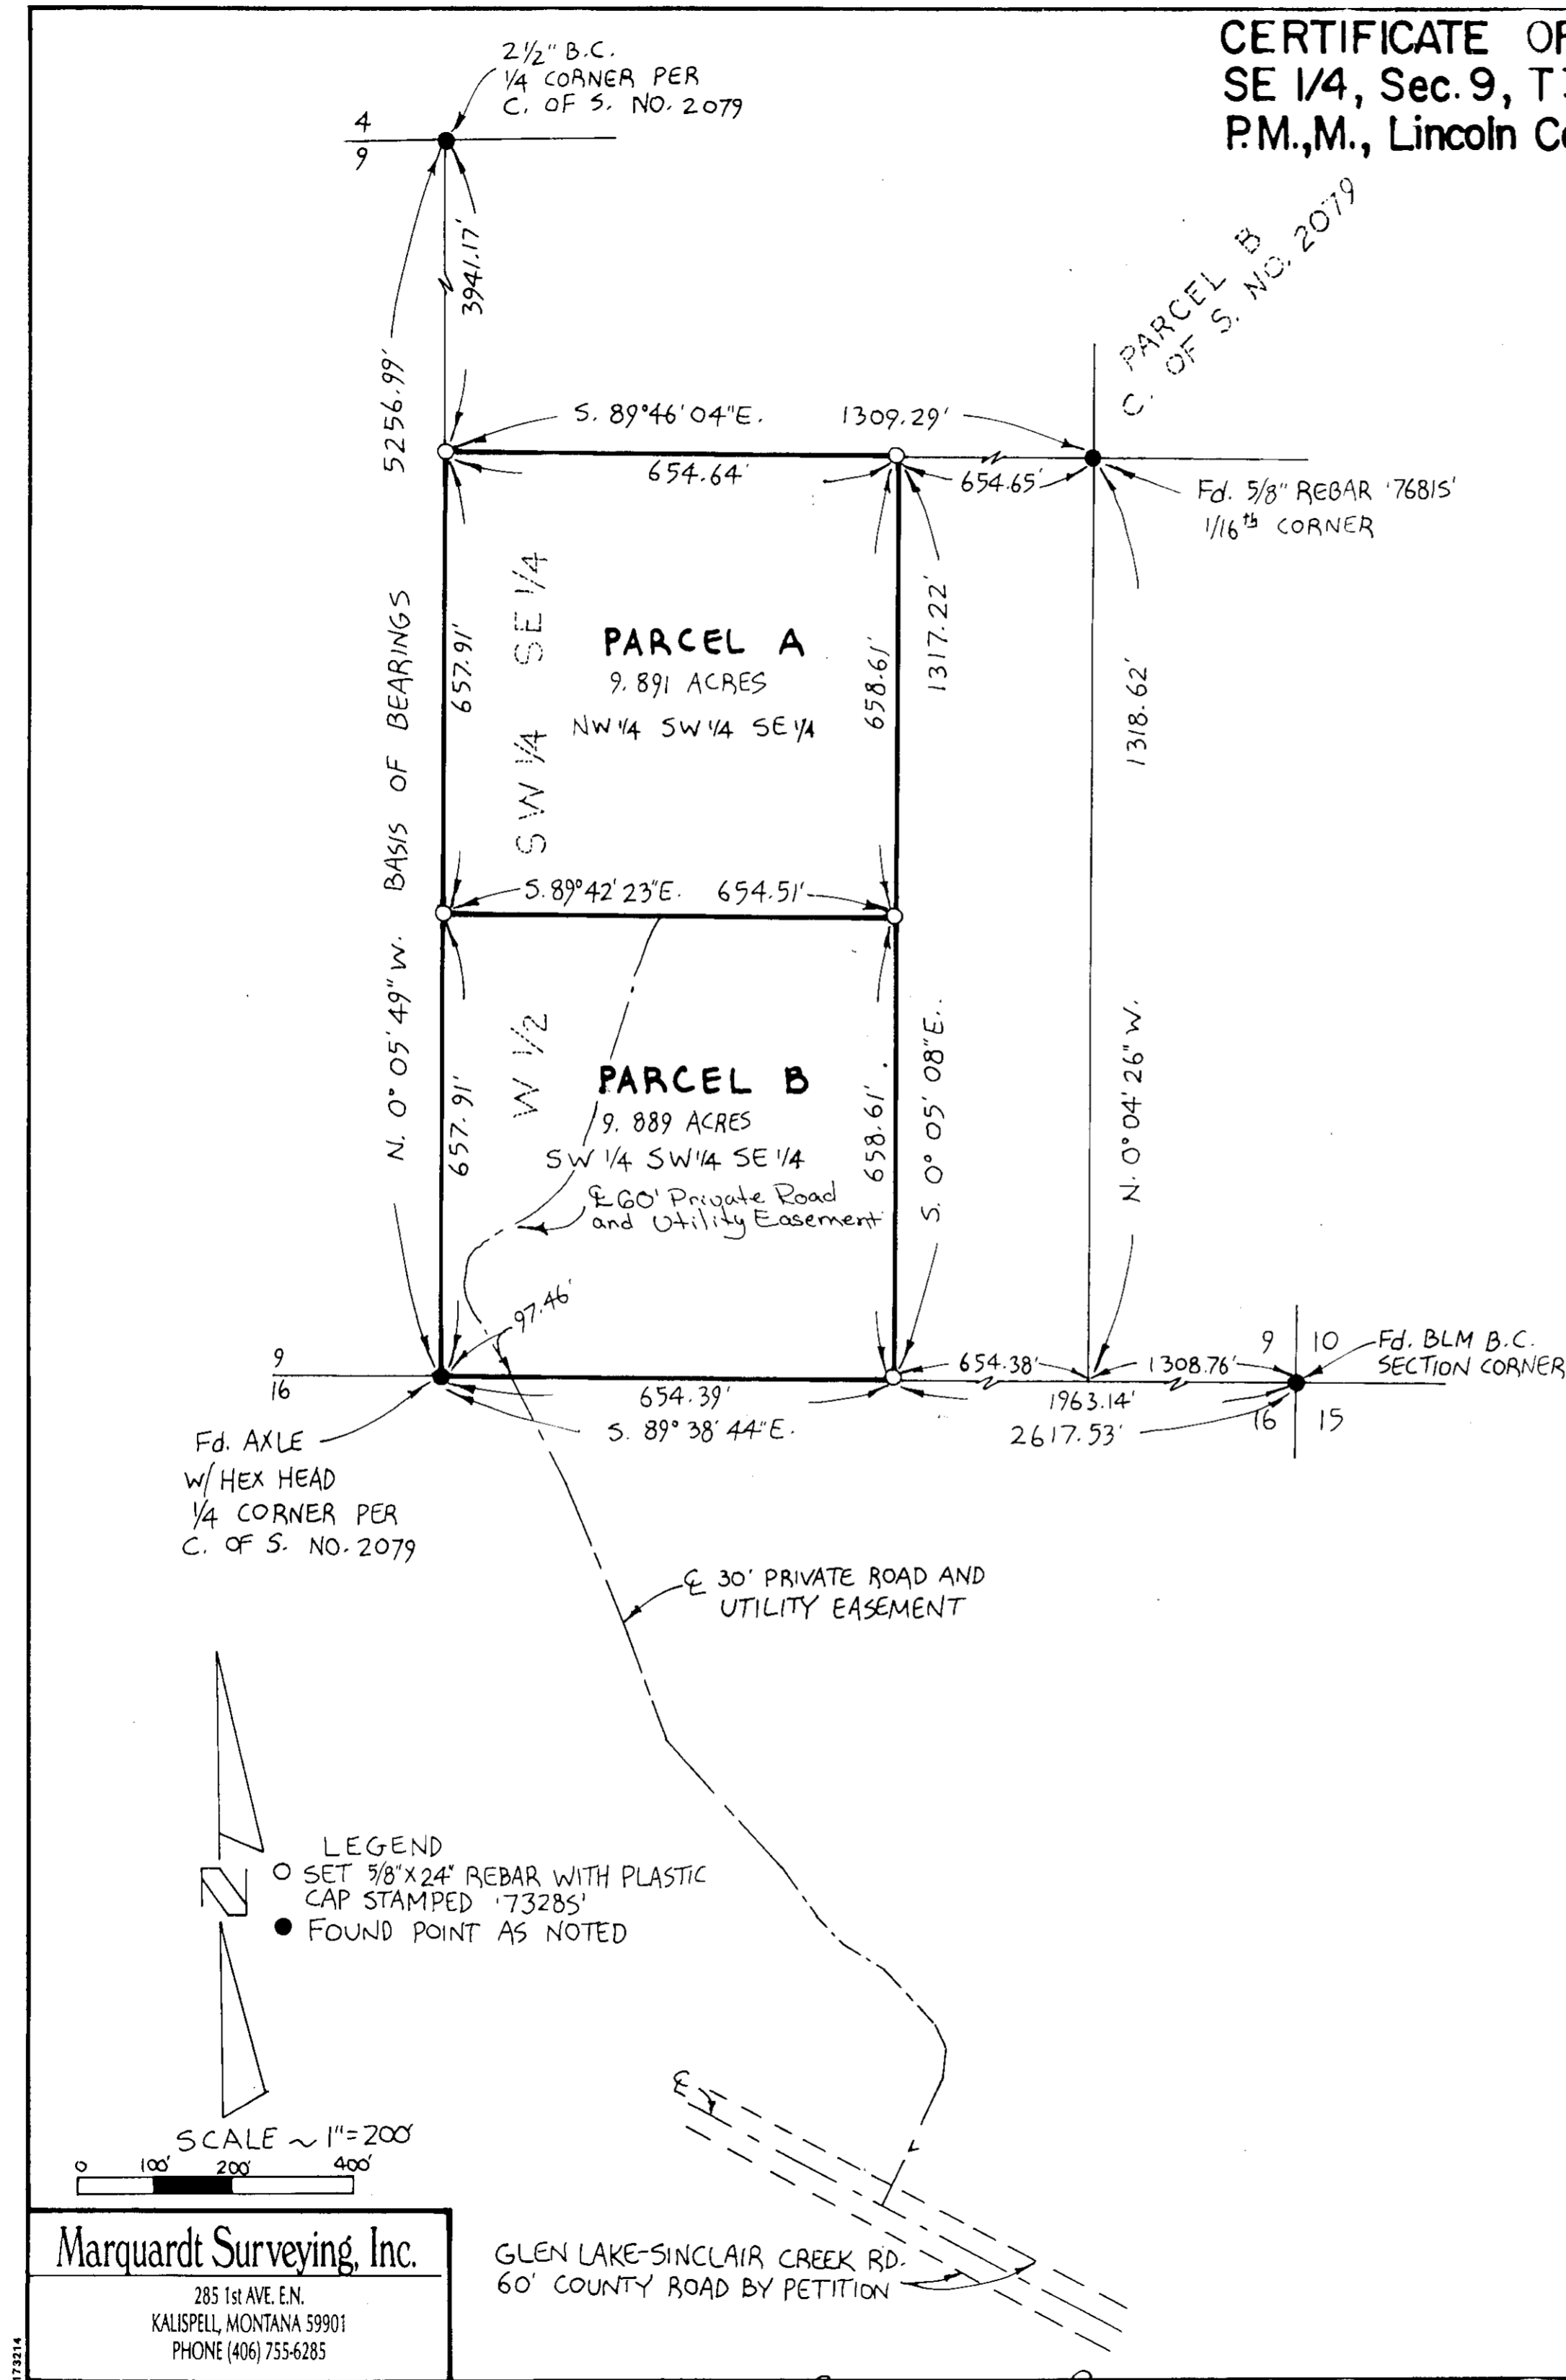 CERTIFICATE OF
SE 1/4, Sec. 9, T
P.M.,M., Lincoln Co
2 1/2" B.C.
1/4 CORNER PER
C. OF S. NO. 2079
4
9
3941.17'
5256.99'
PARCEL B
C. OF S. NO. 2079
S. 89°46'04"E. 1309.29'
654.64'
654.65'
Fd. 5/8" REBAR '7681S'
1/16th CORNER
N. 0°05'49"W. BASIS OF BEARINGS
657.91'
W 1/2 SW 1/4 SE 1/4
PARCEL A
9.891 ACRES
NW 1/4 SW 1/4 SE 1/4
658.61'
1317.22'
1318.62'
S. 89°42'23"E. 654.51'
657.91'
PARCEL B
9.889 ACRES
SW 1/4 SW 1/4 SE 1/4
℄ 60' Private Road
and Utility Easement
658.61'
S. 0°05'08"E.
N. 0°04'26"W.
97.46'
9
16
654.39'
S. 89°38'44"E.
654.38'
1308.76'
1963.14'
2617.53'
9 10
16 15
Fd. BLM B.C.
SECTION CORNER
Fd. AXLE
W/ HEX HEAD
1/4 CORNER PER
C. OF S. NO. 2079
℄ 30' PRIVATE ROAD AND
UTILITY EASEMENT
N
LEGEND
SET 5/8"X24" REBAR WITH PLASTIC
CAP STAMPED '7328S'
FOUND POINT AS NOTED
SCALE ~ 1"=200'
0 100' 200' 400'
℄
GLEN LAKE-SINCLAIR CREEK RD.
60' COUNTY ROAD BY PETITION
Marquardt Surveying, Inc.
285 1st AVE. E.N.
KALISPELL, MONTANA 59901
PHONE (406) 755-6285
173214